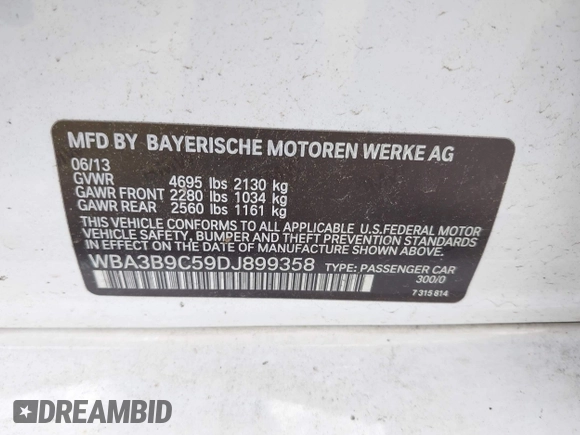 MFD BY BAYERISCHE MOTOREN WERKE AG
06/13
GVWR 4695 lbs 2130 kg
GAWR FRONT 2280 lbs 1034 kg
GAWR REAR 2560 lbs 1161 kg
THIS VEHICLE CONFORMS TO ALL APPLICABLE U.S.FEDERAL MOTOR
VEHICLE SAFETY, BUMPER AND THEFT PREVENTION STANDARDS
IN EFFECT ON THE DATE OF MANUFACTURE SHOWN ABOVE.
WBA3B9C59DJ899358 TYPE: PASSENGER CAR
300/0
7 315 814
DREAMBID